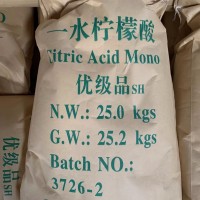 一水柠檬酸
Citric Acid Mono
优级品SH
N.W.: 25.0 kgs
G.W.: 25.2 kgs
Batch NO.:
3726-2